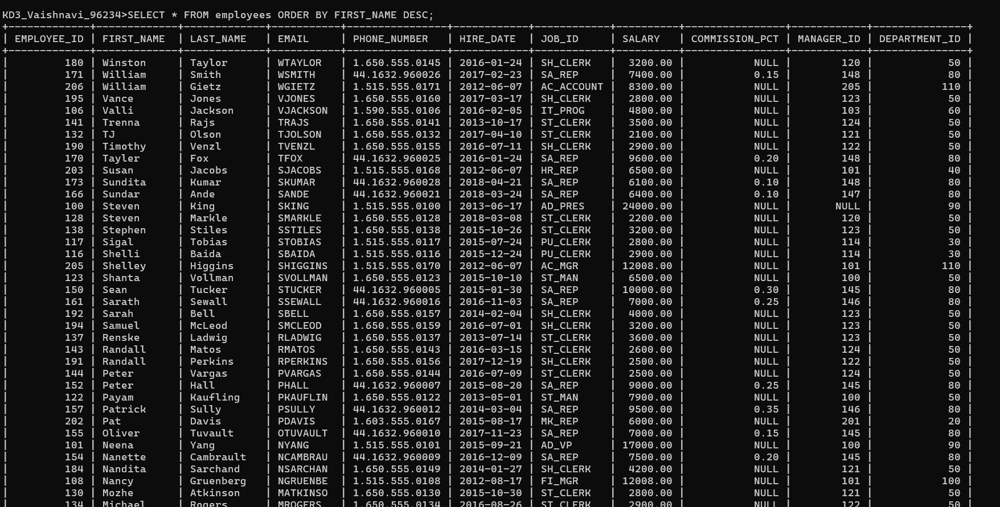 KD3_Vaishnavi_96234>SELECT * FROM employees ORDER BY FIRST_NAME DESC;
+-------------+-------------+-------------+-----------+----------------+------------+------------+----------+----------------+------------+---------------+
| EMPLOYEE_ID | FIRST_NAME  | LAST_NAME   | EMAIL     | PHONE_NUMBER   | HIRE_DATE  | JOB_ID     | SALARY   | COMMISSION_PCT | MANAGER_ID | DEPARTMENT_ID |
+-------------+-------------+-------------+-----------+----------------+------------+------------+----------+----------------+------------+---------------+
| 180 | Winston | Taylor | WTAYLOR | 1.650.555.0145 | 2016-01-24 | SH_CLERK | 3200.00 | NULL | 120 | 50 |
| 171 | William | Smith | WSMITH | 44.1632.960026 | 2017-02-23 | SA_REP | 7400.00 | 0.15 | 148 | 80 |
| 206 | William | Gietz | WGIETZ | 1.515.555.0171 | 2012-06-07 | AC_ACCOUNT | 8300.00 | NULL | 205 | 110 |
| 195 | Vance | Jones | VJONES | 1.650.555.0160 | 2017-03-17 | SH_CLERK | 2800.00 | NULL | 123 | 50 |
| 106 | Valli | Jackson | VJACKSON | 1.590.555.0106 | 2016-02-05 | IT_PROG | 4800.00 | NULL | 103 | 60 |
| 141 | Trenna | Rajs | TRAJS | 1.650.555.0141 | 2013-10-17 | ST_CLERK | 3500.00 | NULL | 124 | 50 |
| 132 | TJ | Olson | TJOLSON | 1.650.555.0132 | 2017-04-10 | ST_CLERK | 2100.00 | NULL | 121 | 50 |
| 190 | Timothy | Venzl | TVENZL | 1.650.555.0155 | 2016-07-11 | SH_CLERK | 2900.00 | NULL | 122 | 50 |
| 170 | Tayler | Fox | TFOX | 44.1632.960025 | 2016-01-24 | SA_REP | 9600.00 | 0.20 | 148 | 80 |
| 203 | Susan | Jacobs | SJACOBS | 1.515.555.0168 | 2012-06-07 | HR_REP | 6500.00 | NULL | 101 | 40 |
| 173 | Sundita | Kumar | SKUMAR | 44.1632.960028 | 2018-04-21 | SA_REP | 6100.00 | 0.10 | 148 | 80 |
| 166 | Sundar | Ande | SANDE | 44.1632.960021 | 2018-03-24 | SA_REP | 6400.00 | 0.10 | 147 | 80 |
| 100 | Steven | King | SKING | 1.515.555.0100 | 2013-06-17 | AD_PRES | 24000.00 | NULL | NULL | 90 |
| 128 | Steven | Markle | SMARKLE | 1.650.555.0128 | 2018-03-08 | ST_CLERK | 2200.00 | NULL | 120 | 50 |
| 138 | Stephen | Stiles | SSTILES | 1.650.555.0138 | 2015-10-26 | ST_CLERK | 3200.00 | NULL | 123 | 50 |
| 117 | Sigal | Tobias | STOBIAS | 1.515.555.0117 | 2015-07-24 | PU_CLERK | 2800.00 | NULL | 114 | 30 |
| 116 | Shelli | Baida | SBAIDA | 1.515.555.0116 | 2015-12-24 | PU_CLERK | 2900.00 | NULL | 114 | 30 |
| 205 | Shelley | Higgins | SHIGGINS | 1.515.555.0170 | 2012-06-07 | AC_MGR | 12008.00 | NULL | 101 | 110 |
| 123 | Shanta | Vollman | SVOLLMAN | 1.650.555.0123 | 2015-10-10 | ST_MAN | 6500.00 | NULL | 100 | 50 |
| 150 | Sean | Tucker | STUCKER | 44.1632.960005 | 2015-01-30 | SA_REP | 10000.00 | 0.30 | 145 | 80 |
| 161 | Sarath | Sewall | SSEWALL | 44.1632.960016 | 2016-11-03 | SA_REP | 7000.00 | 0.25 | 146 | 80 |
| 192 | Sarah | Bell | SBELL | 1.650.555.0157 | 2014-02-04 | SH_CLERK | 4000.00 | NULL | 123 | 50 |
| 194 | Samuel | McLeod | SMCLEOD | 1.650.555.0159 | 2016-07-01 | SH_CLERK | 3200.00 | NULL | 123 | 50 |
| 137 | Renske | Ladwig | RLADWIG | 1.650.555.0137 | 2013-07-14 | ST_CLERK | 3600.00 | NULL | 123 | 50 |
| 143 | Randall | Matos | RMATOS | 1.650.555.0143 | 2016-03-15 | ST_CLERK | 2600.00 | NULL | 124 | 50 |
| 191 | Randall | Perkins | RPERKINS | 1.650.555.0156 | 2017-12-19 | SH_CLERK | 2500.00 | NULL | 122 | 50 |
| 144 | Peter | Vargas | PVARGAS | 1.650.555.0144 | 2016-07-09 | ST_CLERK | 2500.00 | NULL | 124 | 50 |
| 152 | Peter | Hall | PHALL | 44.1632.960007 | 2015-08-20 | SA_REP | 9000.00 | 0.25 | 145 | 80 |
| 122 | Payam | Kaufling | PKAUFLIN | 1.650.555.0122 | 2013-05-01 | ST_MAN | 7900.00 | NULL | 100 | 50 |
| 157 | Patrick | Sully | PSULLY | 44.1632.960012 | 2014-03-04 | SA_REP | 9500.00 | 0.35 | 146 | 80 |
| 202 | Pat | Davis | PDAVIS | 1.603.555.0167 | 2015-08-17 | MK_REP | 6000.00 | NULL | 201 | 20 |
| 155 | Oliver | Tuvault | OTUVAULT | 44.1632.960010 | 2017-11-23 | SA_REP | 7000.00 | 0.15 | 145 | 80 |
| 101 | Neena | Yang | NYANG | 1.515.555.0101 | 2015-09-21 | AD_VP | 17000.00 | NULL | 100 | 90 |
| 154 | Nanette | Cambrault | NCAMBRAU | 44.1632.960009 | 2016-12-09 | SA_REP | 7500.00 | 0.20 | 145 | 80 |
| 184 | Nandita | Sarchand | NSARCHAN | 1.650.555.0149 | 2014-01-27 | SH_CLERK | 4200.00 | NULL | 121 | 50 |
| 108 | Nancy | Gruenberg | NGRUENBE | 1.515.555.0108 | 2012-08-17 | FI_MGR | 12008.00 | NULL | 101 | 100 |
| 130 | Mozhe | Atkinson | MATKINSO | 1.650.555.0130 | 2015-10-30 | ST_CLERK | 2800.00 | NULL | 121 | 50 |
| 134 | Michael | Rogers | MROGERS | 1.650.555.0134 | 2016-08-26 | ST_CLERK | 2900.00 | NULL | 122 | 50 |